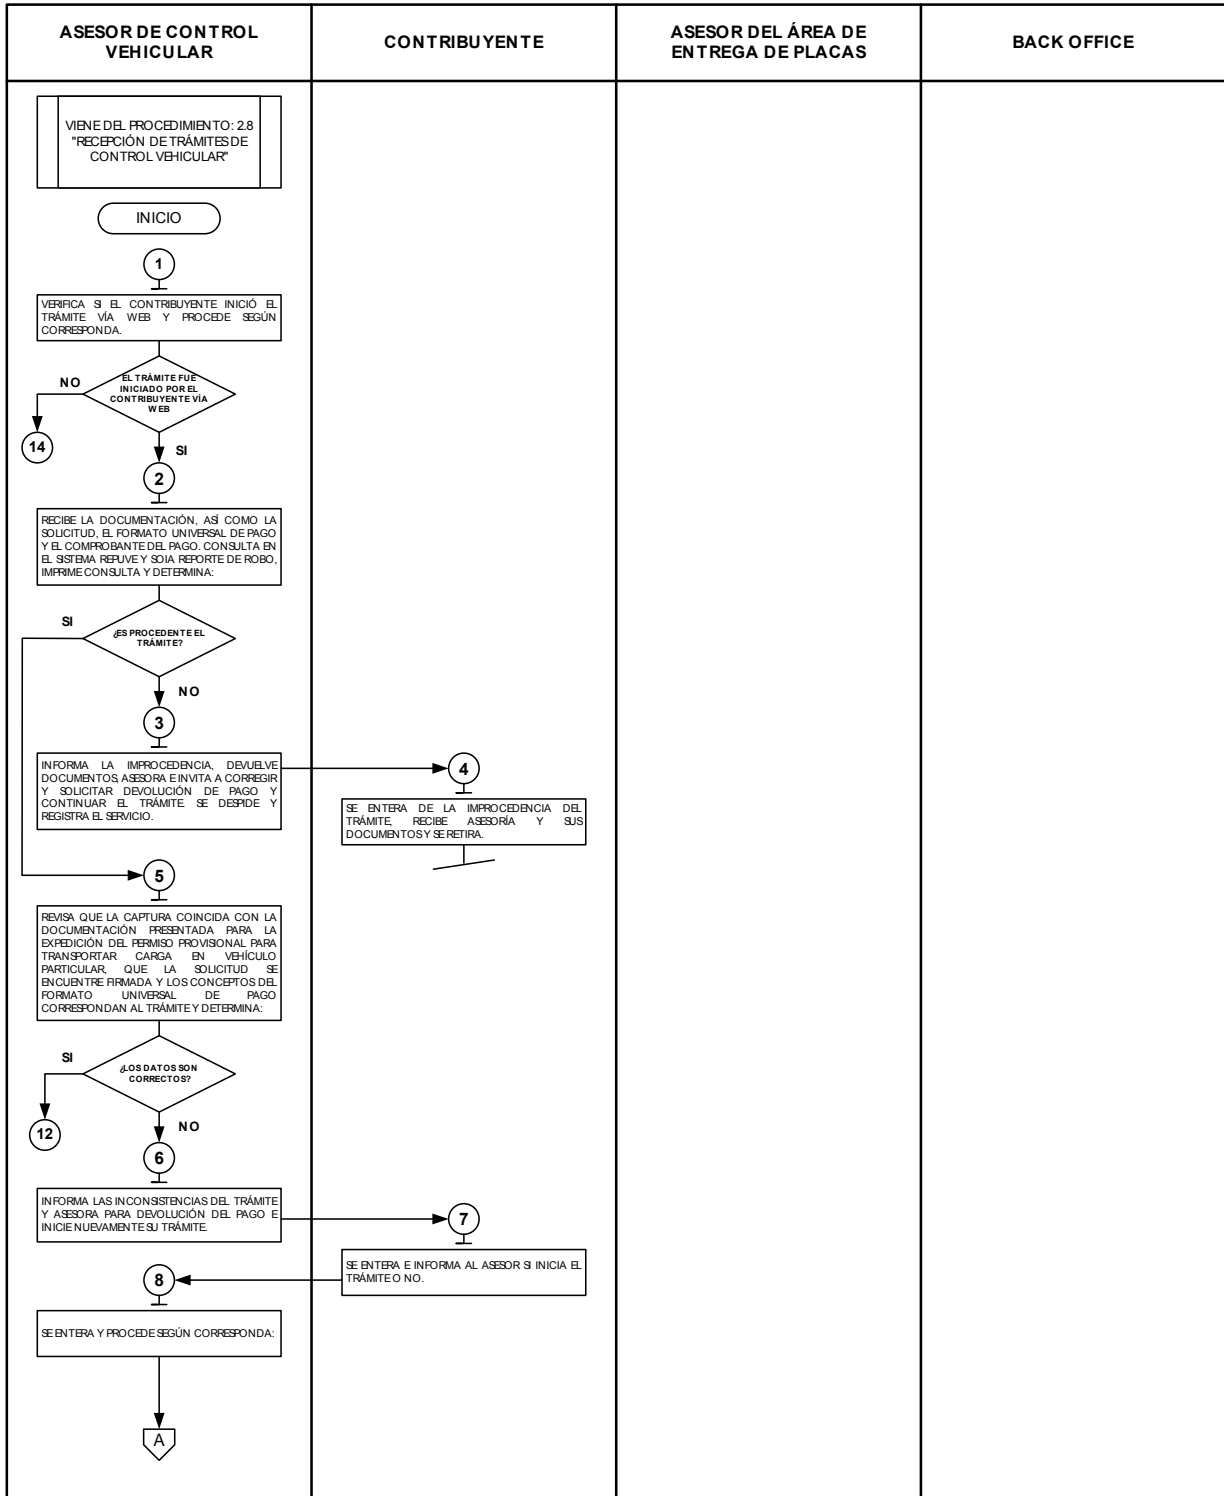 ASESOR DE CONTROL
VEHICULAR
CONTRIBUYENTE
ASESOR DEL ÁREA DE
ENTREGA DE PLACAS
BACK OFFICE
VIENE DEL PROCEDIMIENTO: 2.8
"RECEPCIÓN DE TRÁMITES DE
CONTROL VEHICULAR"
INICIO
1
VERIFICA SI EL CONTRIBUYENTE INICIÓ EL
TRÁMITE VÍA WEB Y PROCEDE SEGÚN
CORRESPONDA.
EL TRÁMITE FUE
INICIADO POR EL
CONTRIBUYENTE VÍA
WEB
NO
14
SI
2
RECIBE LA DOCUMENTACIÓN, ASÍ COMO LA
SOLICITUD, EL FORMATO UNIVERSAL DE PAGO
Y EL COMPROBANTE DEL PAGO. CONSULTA EN
EL SISTEMA REPUVE Y SOIA REPORTE DE ROBO,
IMPRIME CONSULTA Y DETERMINA:
SI
¿ES PROCEDENTE EL
TRÁMITE?
NO
3
INFORMA LA IMPROCEDENCIA, DEVUELVE
DOCUMENTOS, ASESORA E INVITA A CORREGIR
Y SOLICITAR DEVOLUCIÓN DE PAGO Y
CONTINUAR EL TRÁMITE. SE DESPIDE Y
REGISTRA EL SERVICIO.
4
SE ENTERA DE LA IMPROCEDENCIA DEL
TRÁMITE, RECIBE ASESORÍA Y SUS
DOCUMENTOS Y SE RETIRA.
5
REVISA QUE LA CAPTURA COINCIDA CON LA
DOCUMENTACIÓN PRESENTADA PARA LA
EXPEDICIÓN DEL PERMISO PROVISIONAL PARA
TRANSPORTAR CARGA EN VEHÍCULO
PARTICULAR, QUE LA SOLICITUD SE
ENCUENTRE FIRMADA Y LOS CONCEPTOS DEL
FORMATO UNIVERSAL DE PAGO
CORRESPONDAN AL TRÁMITE Y DETERMINA:
SI
¿LOS DATOS SON
CORRECTOS?
12
NO
6
INFORMA LAS INCONSISTENCIAS DEL TRÁMITE
Y ASESORA PARA DEVOLUCIÓN DEL PAGO E
INICIE NUEVAMENTE SU TRÁMITE.
7
SE ENTERA E INFORMA AL ASESOR SI INICIA EL
TRÁMITE O NO.
8
SE ENTERA Y PROCEDE SEGÚN CORRESPONDA:
A